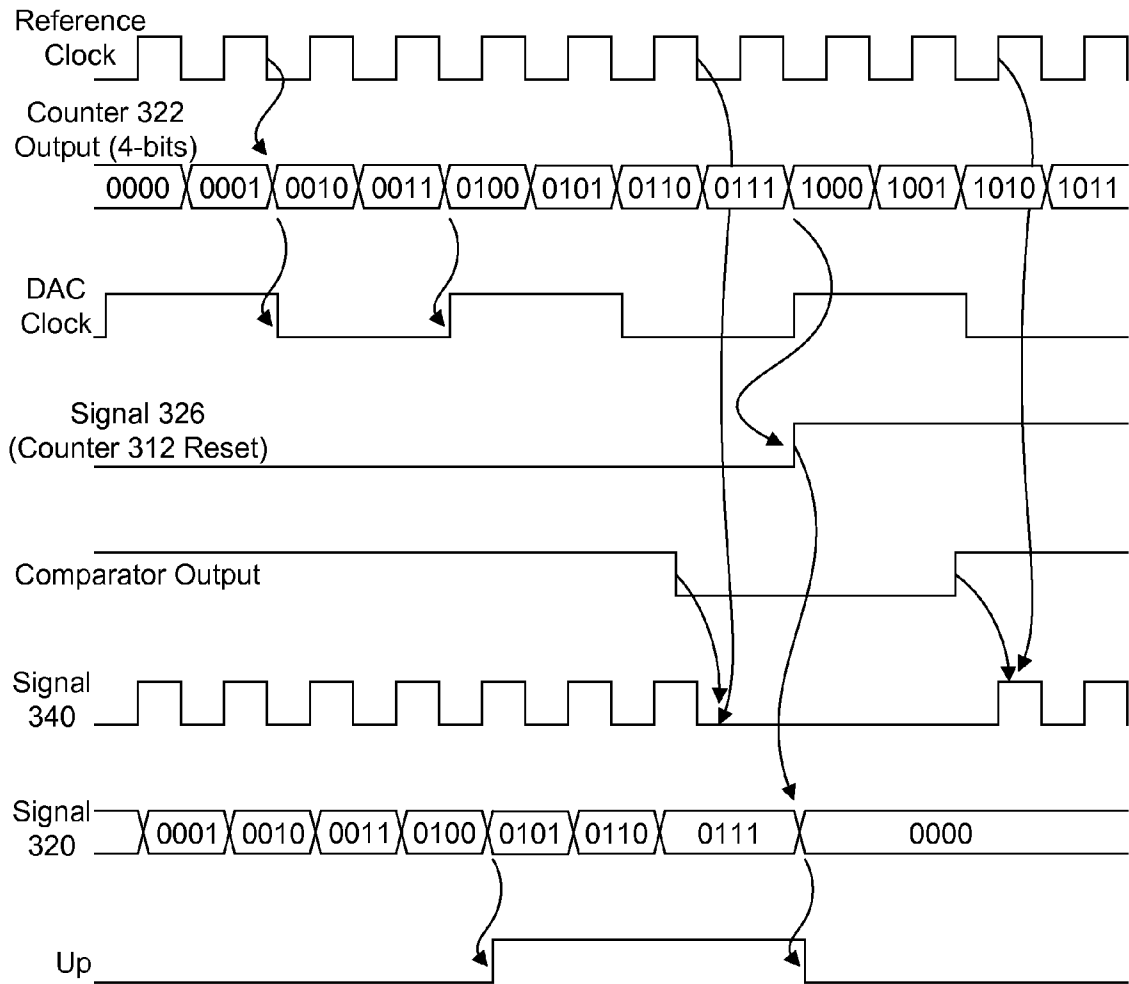 Reference
Clock
Counter 322
Output (4-bits)
0000 0001 0010 0011 0100 0101 0110 0111 1000 1001 1010 1011
DAC
Clock
Signal 326
(Counter 312 Reset)
Comparator Output
Signal
340
Signal
320
0001 0010 0011 0100 0101 0110 0111 0000
Up